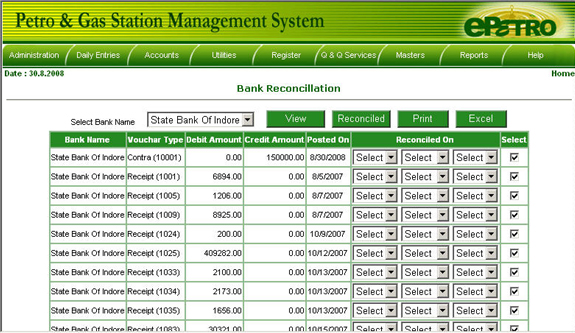 Petro & Gas Station Management System
ePETRO
Administration Daily Entries Accounts Utilities Register Q & Q Services Masters Reports Help
Date : 30.8.2008 Home
Bank Reconcillation
Select Bank Name State Bank Of Indore View Reconciled Print Excel
Bank Name Vouchar Type Debit Amount Credit Amount Posted On Reconciled On Select
State Bank Of Indore Contra (10001) 0.00 150000.00 8/30/2008 Select Select Select
State Bank Of Indore Receipt (1001) 6894.00 0.00 8/5/2007 Select Select Select
State Bank Of Indore Receipt (1005) 1206.00 0.00 8/7/2007 Select Select Select
State Bank Of Indore Receipt (1009) 8925.00 0.00 8/7/2007 Select Select Select
State Bank Of Indore Receipt (1024) 200.00 0.00 10/9/2007 Select Select Select
State Bank Of Indore Receipt (1025) 409282.00 0.00 10/12/2007 Select Select Select
State Bank Of Indore Receipt (1033) 2100.00 0.00 10/13/2007 Select Select Select
State Bank Of Indore Receipt (1034) 2173.00 0.00 10/13/2007 Select Select Select
State Bank Of Indore Receipt (1035) 1656.00 0.00 10/13/2007 Select Select Select
State Bank Of Indore Receipt (1083) 30321.00 0.00 10/15/2007 Select Select Select